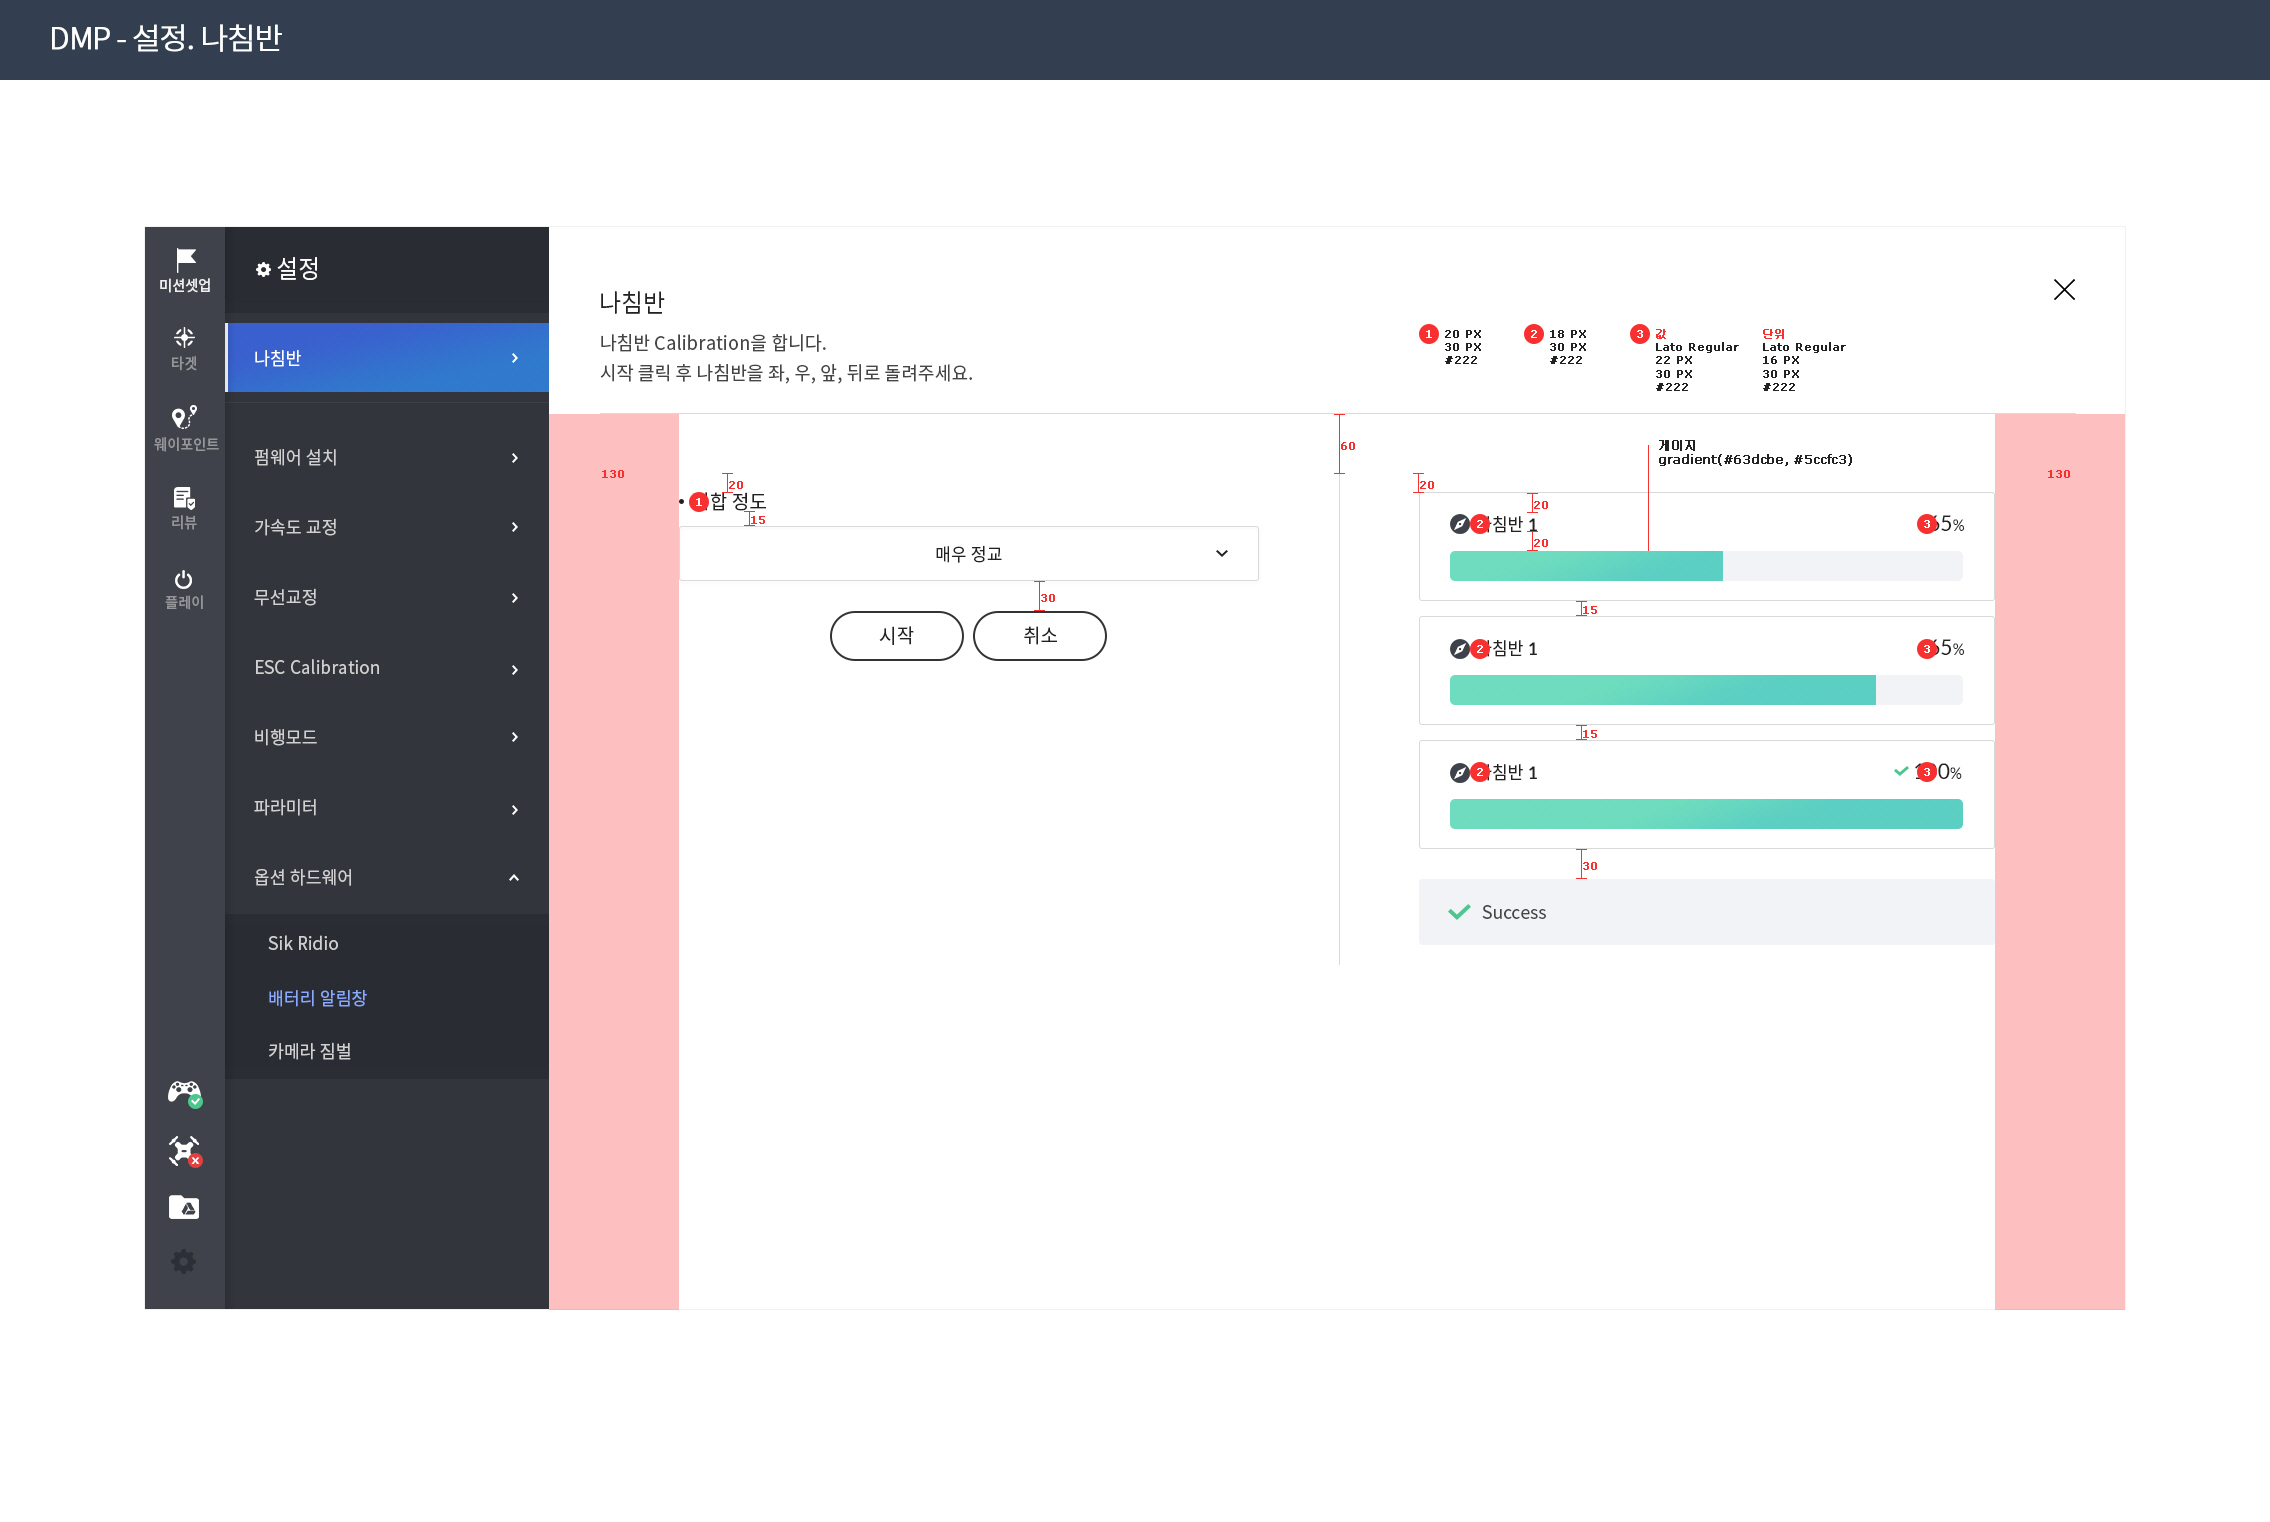 DMP - 설정. 나침반
미션셋업
타겟
웨이포인트
리뷰
플레이
설정
나침반
펌웨어 설치
가속도 교정
무선교정
ESC Calibration
비행모드
파라미터
옵션 하드웨어
Sik Ridio
배터리 알림창
카메라 짐벌
나침반
나침반 Calibration을 합니다.
시작 클릭 후 나침반을 좌, 우, 앞, 뒤로 돌려주세요.
1 20 PX
30 PX
#222
2 18 PX
30 PX
#222
3 값
Lato Regular
22 PX
30 PX
#222
단위
Lato Regular
16 PX
30 PX
#222
130
20
• 1 정도
15
매우 정교
30
시작
취소
60
게이지
gradient(#63dcbe, #5ccfc3)
20
20
2 침반 1
3 5%
20
15
2 침반 1
3 5%
15
2 침반 1
3 0%
30
Success
130